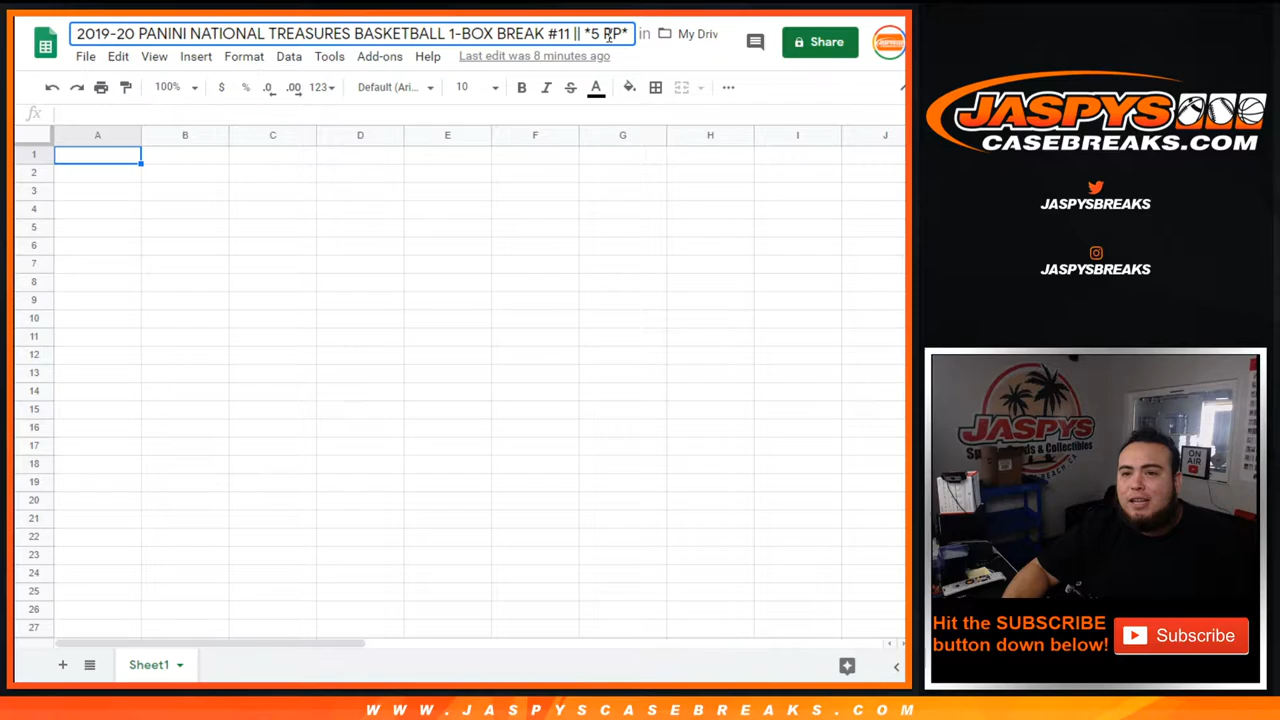 2019-20 PANINI NATIONAL TREASURES BASKETBALL 1-BOX BREAK #11 || *5 RP* in My Driv
Share
File Edit View Insert Format Data Tools Add-ons Help Last edit was 8 minutes ago
100% $ % .0 .00 123 Default (Ari... 10 B I S A
fx
A B C D E F G H I J
1
2
3
4
5
6
7
8
9
10
11
12
13
14
15
16
17
18
19
20
21
22
23
24
25
26
27
Sheet1
JASPYS
CASEBREAKS.COM
JASPYSBREAKS
JASPYSBREAKS
JASPYS
ON
AIR
Hit the SUBSCRIBE
button down below!
Subscribe
WWW.JASPYSCASEBREAKS.COM